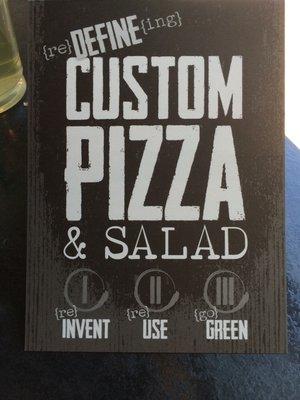 {re}DEFINE{ing}
CUSTOM
PIZZA
& SALAD
I II III
{re} {re} {go}
INVENT USE GREEN